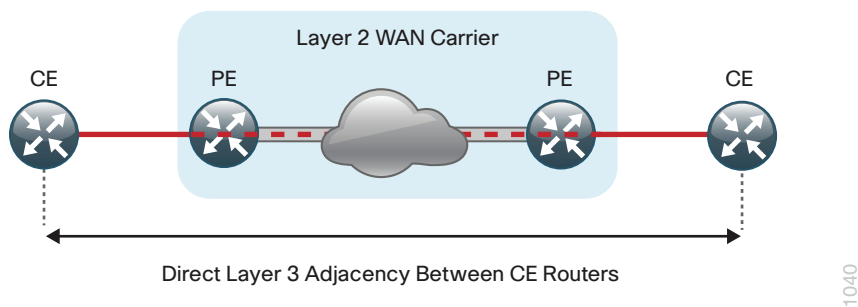 Layer 2 WAN Carrier
CE
PE
PE
CE
Direct Layer 3 Adjacency Between CE Routers
1040